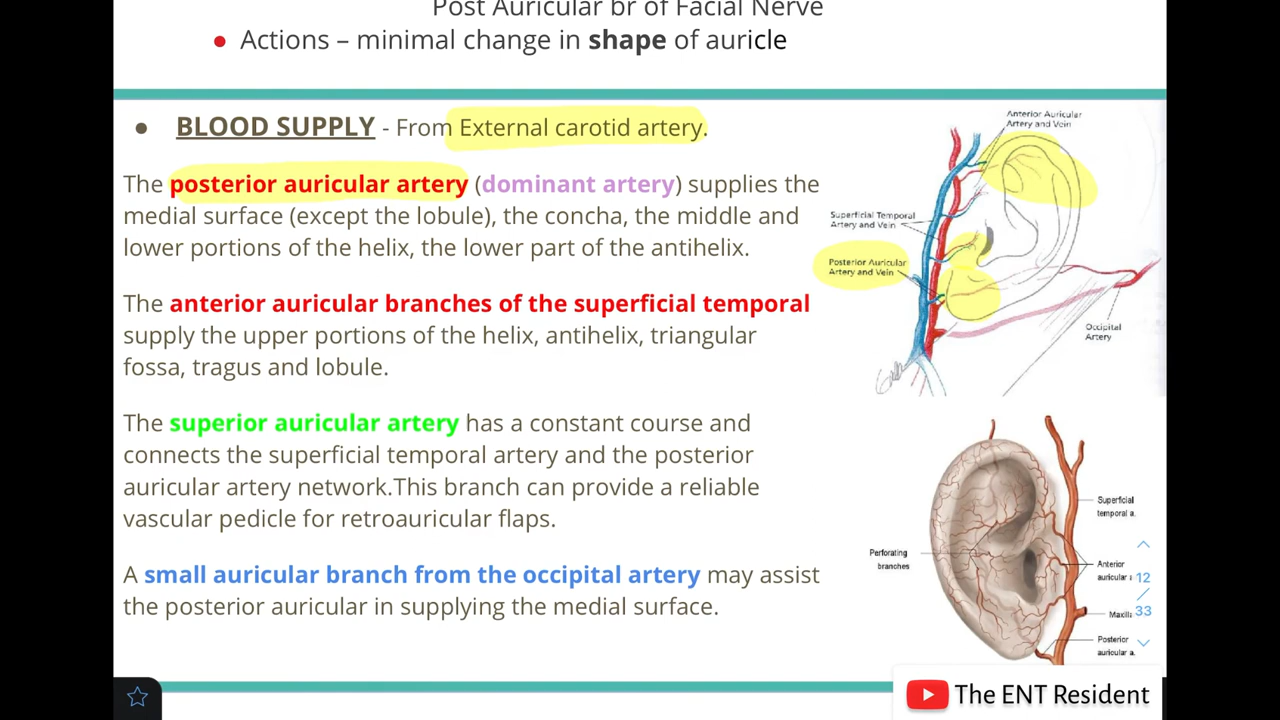 Post Auricular br of Facial Nerve
● Actions – minimal change in shape of auricle
● BLOOD SUPPLY - From External carotid artery.
The posterior auricular artery (dominant artery) supplies the
medial surface (except the lobule), the concha, the middle and
lower portions of the helix, the lower part of the antihelix.
The anterior auricular branches of the superficial temporal
supply the upper portions of the helix, antihelix, triangular
fossa, tragus and lobule.
The superior auricular artery has a constant course and
connects the superficial temporal artery and the posterior
auricular artery network.This branch can provide a reliable
vascular pedicle for retroauricular flaps.
A small auricular branch from the occipital artery may assist
the posterior auricular in supplying the medial surface.
Anterior Auricular
Artery and Vein
Superficial Temporal
Artery and Vein
Posterior Auricular
Artery and Vein
Occipital
Artery
Superficial
temporal a.
Perforating
branches
Anterior
auricular
12
/
33
Posterior
auricular a.
The ENT Resident